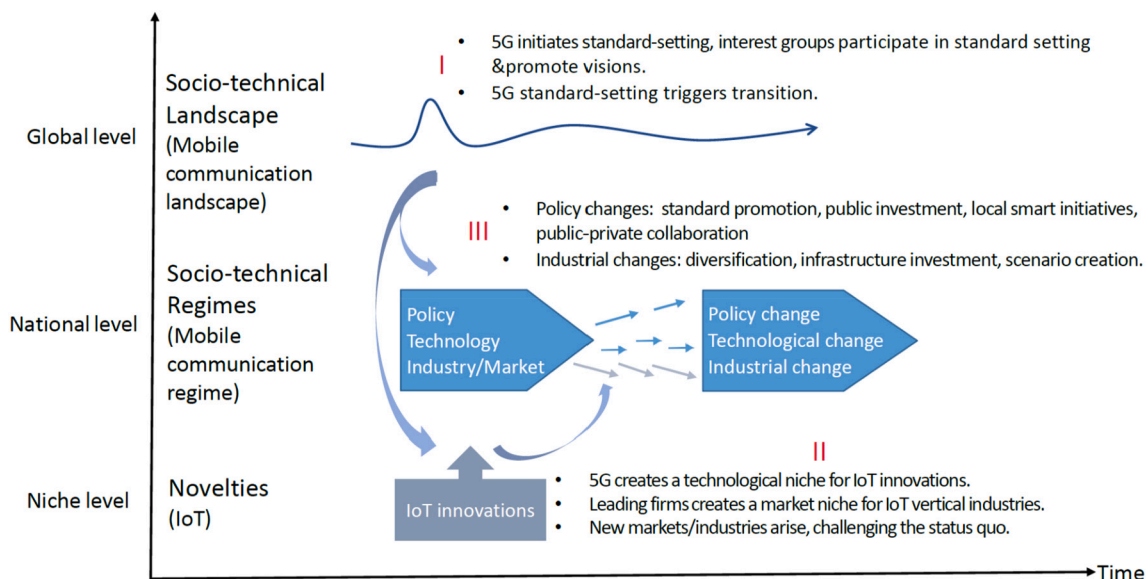 I
• 5G initiates standard-setting, interest groups participate in standard setting
&promote visions.
• 5G standard-setting triggers transition.
Global level
Socio-technical
Landscape
(Mobile
communication
landscape)
III
• Policy changes: standard promotion, public investment, local smart initiatives,
public-private collaboration
• Industrial changes: diversification, infrastructure investment, scenario creation.
National level
Socio-technical
Regimes
(Mobile
communication
regime)
Policy
Technology
Industry/Market
Policy change
Technological change
Industrial change
II
Niche level
Novelties
(IoT)
IoT innovations
• 5G creates a technological niche for IoT innovations.
• Leading firms creates a market niche for IoT vertical industries.
• New markets/industries arise, challenging the status quo.
Time